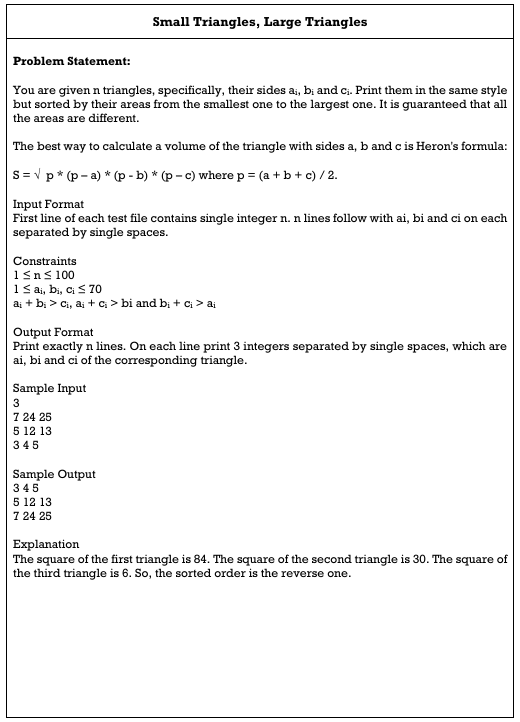 Small Triangles, Large Triangles
Problem Statement:
You are given n triangles, specifically, their sides aᵢ, bᵢ and cᵢ. Print them in the same style
but sorted by their areas from the smallest one to the largest one. It is guaranteed that all
the areas are different.
The best way to calculate a volume of the triangle with sides a, b and c is Heron's formula:
S = √ p * (p – a) * (p - b) * (p – c) where p = (a + b + c) / 2.
Input Format
First line of each test file contains single integer n. n lines follow with ai, bi and ci on each
separated by single spaces.
Constraints
1 ≤ n ≤ 100
1 ≤ aᵢ, bᵢ, cᵢ ≤ 70
aᵢ + bᵢ > cᵢ, aᵢ + cᵢ > bi and bᵢ + cᵢ > aᵢ
Output Format
Print exactly n lines. On each line print 3 integers separated by single spaces, which are
ai, bi and ci of the corresponding triangle.
Sample Input
3
7 24 25
5 12 13
3 4 5
Sample Output
3 4 5
5 12 13
7 24 25
Explanation
The square of the first triangle is 84. The square of the second triangle is 30. The square of
the third triangle is 6. So, the sorted order is the reverse one.